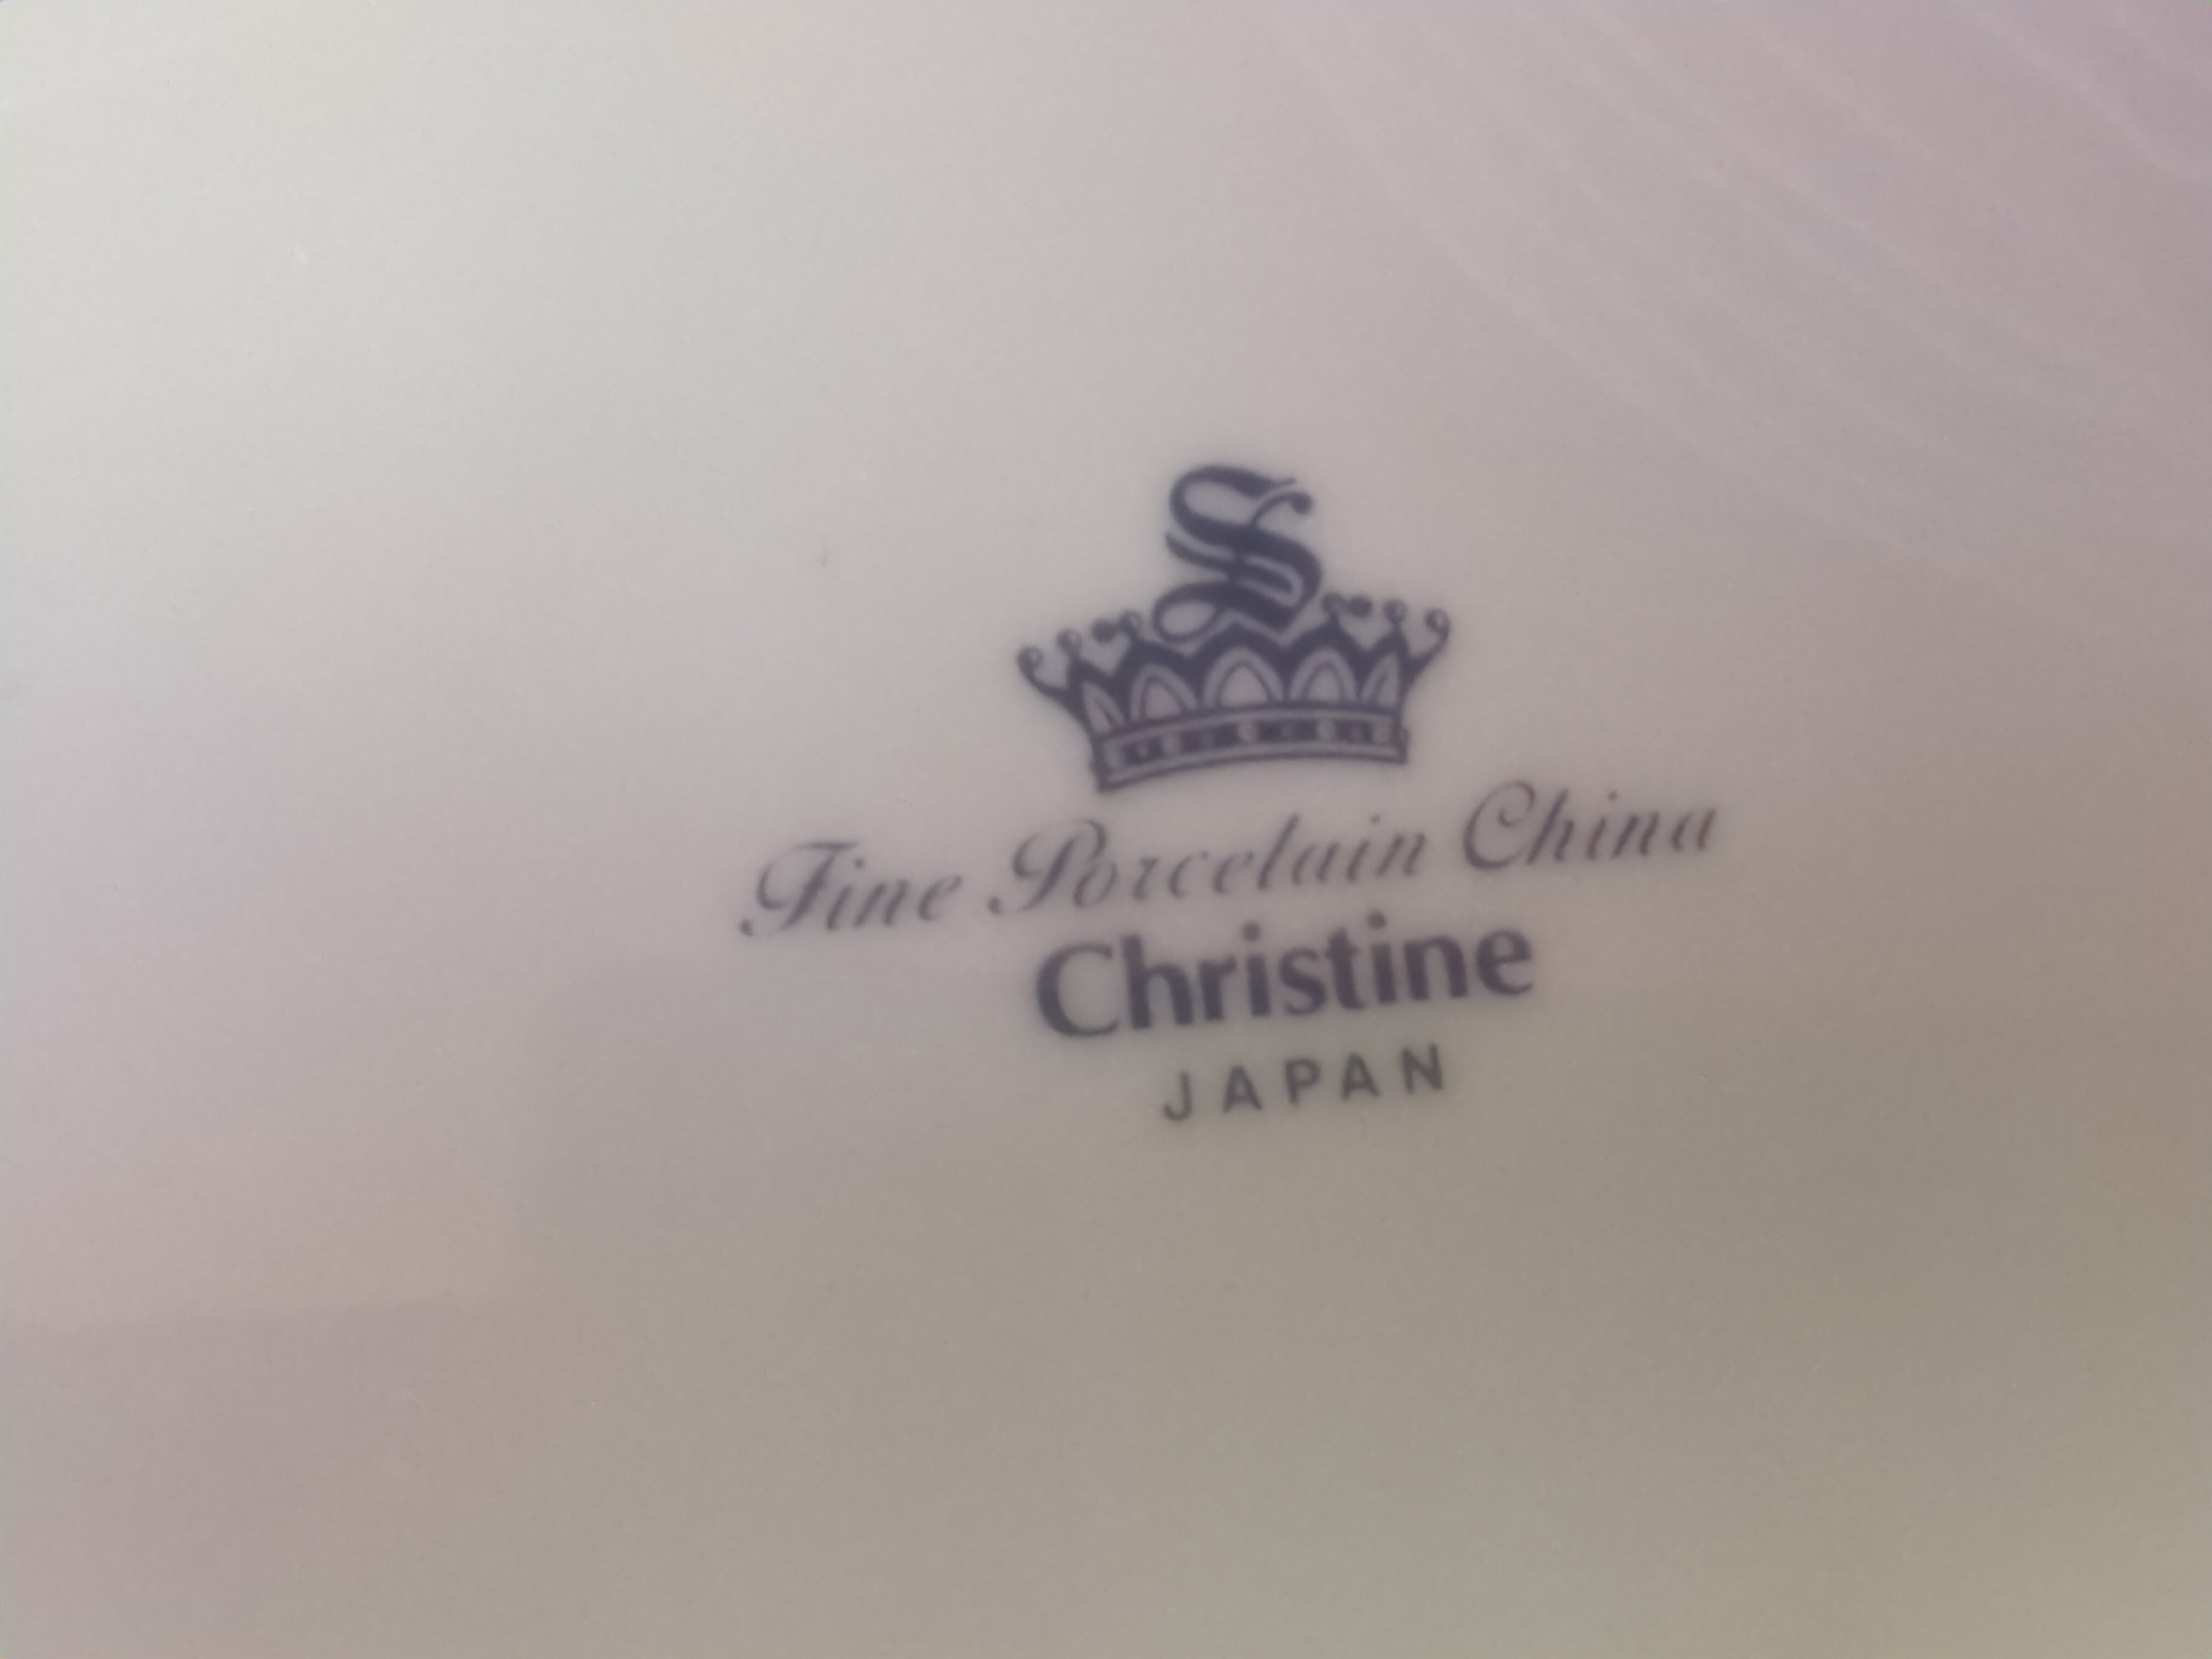 S
Fine Porcelain China
Christine
JAPAN